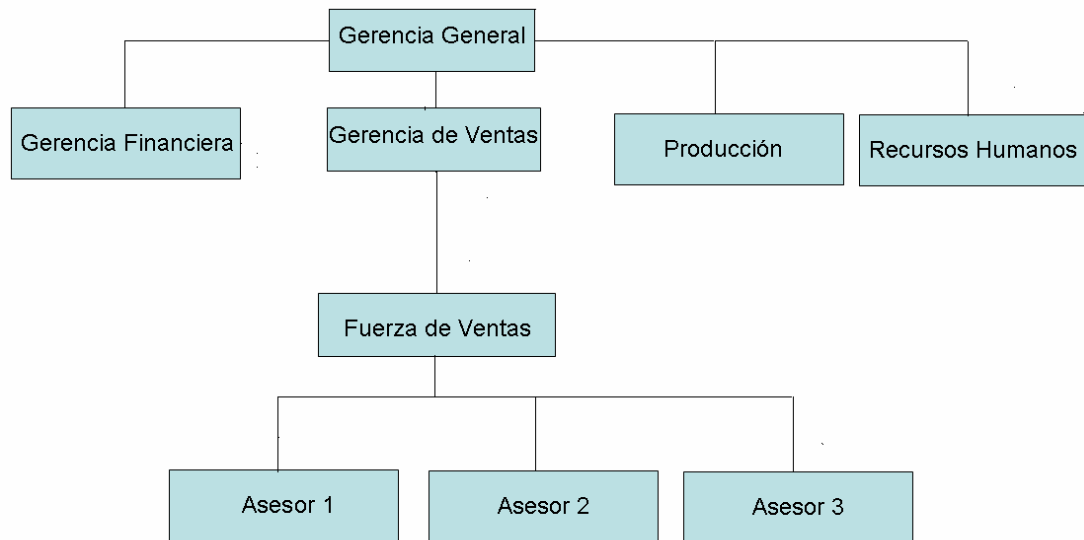 Gerencia General
Gerencia Financiera
Gerencia de Ventas
Producción
Recursos Humanos
Fuerza de Ventas
Asesor 1
Asesor 2
Asesor 3